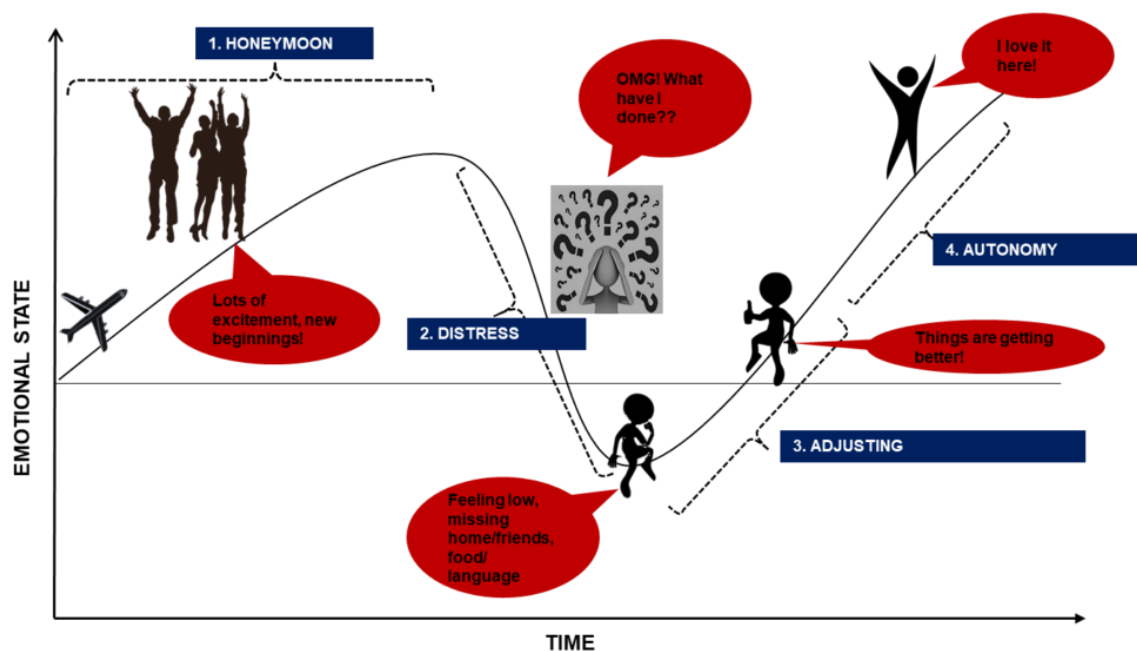 1. HONEYMOON
I love it
here!
OMG! What
have I
done??
Lots of
excitement, new
beginnings!
4. AUTONOMY
2. DISTRESS
Things are getting
better!
3. ADJUSTING
Feeling low,
missing
home/friends,
food/
language
EMOTIONAL STATE
TIME